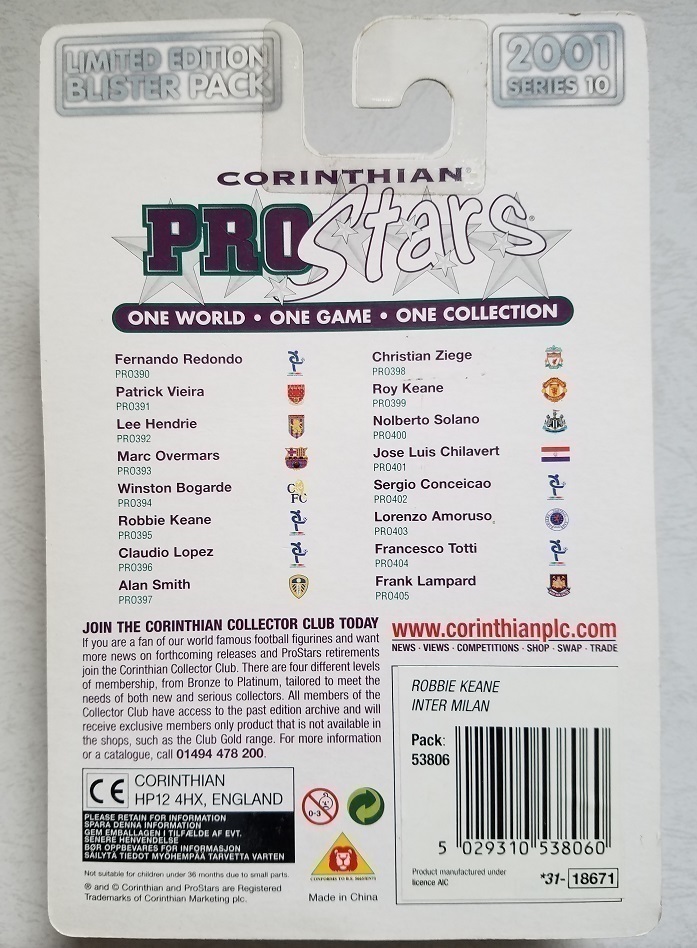 LIMITED EDITION
BLISTER PACK
2001
SERIES 10
CORINTHIAN®
PROStars®
ONE WORLD • ONE GAME • ONE COLLECTION
Fernando Redondo
PRO390
Patrick Vieira
PRO391
Lee Hendrie
PRO392
Marc Overmars
PRO393
Winston Bogarde
PRO394
CFC
Robbie Keane
PRO395
Claudio Lopez
PRO396
Alan Smith
PRO397
Christian Ziege
PRO398
Roy Keane
PRO399
Nolberto Solano
PRO400
Jose Luis Chilavert
PRO401
Sergio Conceicao
PRO402
Lorenzo Amoruso
PRO403
Francesco Totti
PRO404
Frank Lampard
PRO405
JOIN THE CORINTHIAN COLLECTOR CLUB TODAY
If you are a fan of our world famous football figurines and want
more news on forthcoming releases and ProStars retirements
join the Corinthian Collector Club. There are four different levels
of membership, from Bronze to Platinum, tailored to meet the
needs of both new and serious collectors. All members of the
Collector Club have access to the past edition archive and will
receive exclusive members only product that is not available in
the shops, such as the Club Gold range. For more information
or a catalogue, call 01494 478 200.
www.corinthianplc.com
NEWS · VIEWS · COMPETITIONS · SHOP · SWAP · TRADE
ROBBIE KEANE
INTER MILAN
Pack:
53806
5 029310 538060
Product manufactured under
licence AIC
*31- 18671
CE CORINTHIAN
HP12 4HX, ENGLAND
PLEASE RETAIN FOR INFORMATION
SPARA DENNA INFORMATION
GEM EMBALLAGEN I TILFÆLDE AF EVT.
SENERE HENVENDELSE
BØR OPPBEVARES FOR INFORMASJON
SÄILYTÄ TIEDOT MYÖHEMPÄÄ TARVETTA VARTEN
0-3
Not suitable for children under 36 months due to small parts.
® and © Corinthian and ProStars are Registered
Trademarks of Corinthian Marketing plc.
Made in China